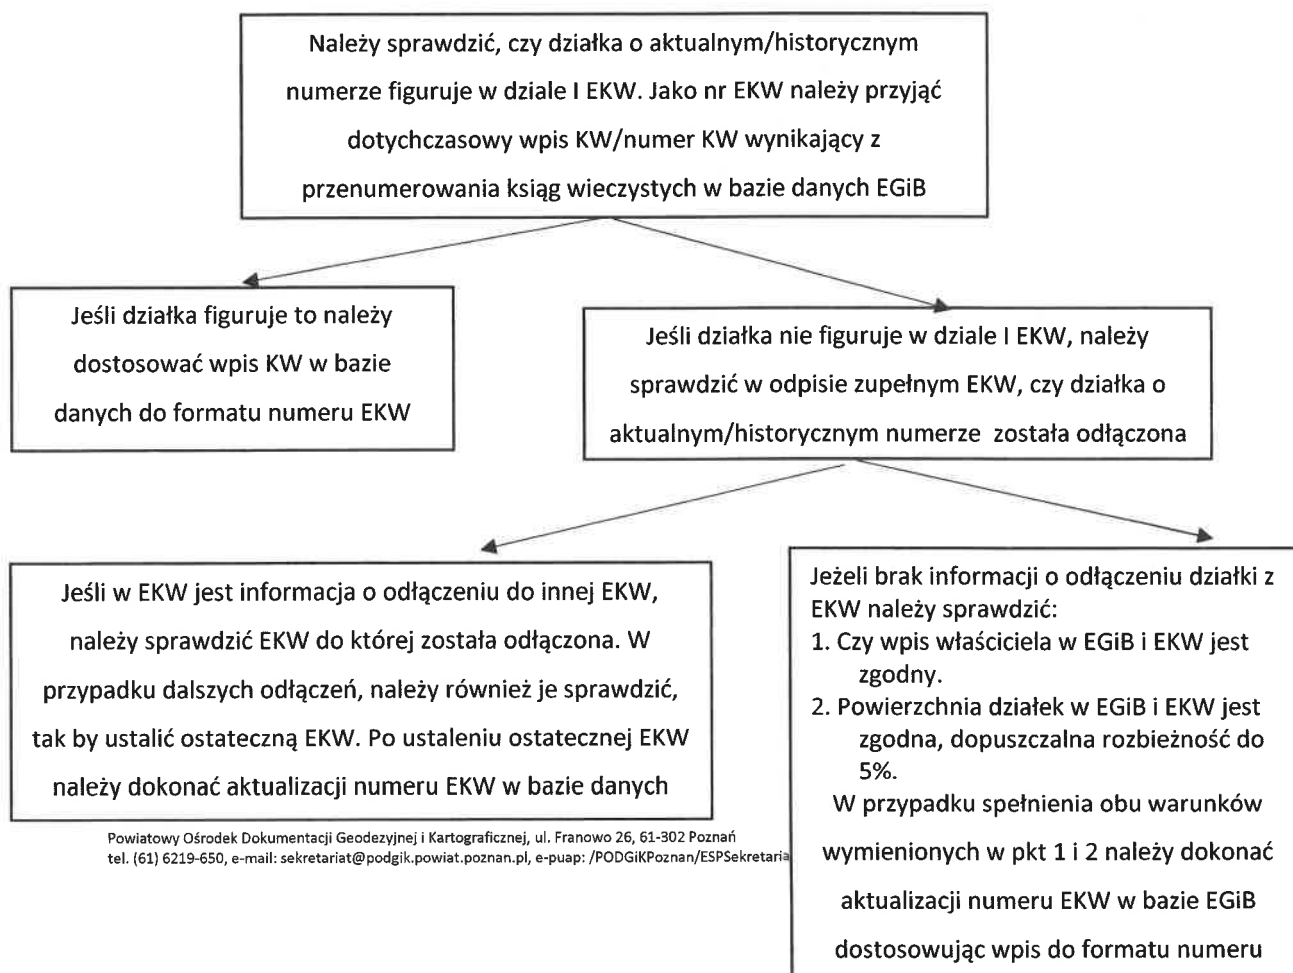 Należy sprawdzić, czy działka o aktualnym/historycznym
numerze figuruje w dziale I EKW. Jako nr EKW należy przyjąć
dotychczasowy wpis KW/numer KW wynikający z
przenumerowania ksiąg wieczystych w bazie danych EGiB
Jeśli działka figuruje to należy
dostosować wpis KW w bazie
danych do formatu numeru EKW
Jeśli działka nie figuruje w dziale I EKW, należy
sprawdzić w odpisie zupełnym EKW, czy działka o
aktualnym/historycznym numerze została odłączona
Jeśli w EKW jest informacja o odłączeniu do innej EKW,
należy sprawdzić EKW do której została odłączona. W
przypadku dalszych odłączeń, należy również je sprawdzić,
tak by ustalić ostateczną EKW. Po ustaleniu ostatecznej EKW
należy dokonać aktualizacji numeru EKW w bazie danych
Jeżeli brak informacji o odłączeniu działki z
EKW należy sprawdzić:
1. Czy wpis właściciela w EGiB i EKW jest
zgodny.
2. Powierzchnia działek w EGiB i EKW jest
zgodna, dopuszczalna rozbieżność do
5%.
W przypadku spełnienia obu warunków
wymienionych w pkt 1 i 2 należy dokonać
aktualizacji numeru EKW w bazie EGiB
dostosowując wpis do formatu numeru
Powiatowy Ośrodek Dokumentacji Geodezyjnej i Kartograficznej, ul. Franowo 26, 61-302 Poznań
tel. (61) 6219-650, e-mail: sekretariat@podgik.powiat.poznan.pl, e-puap: /PODGiKPoznan/ESPSekretaria